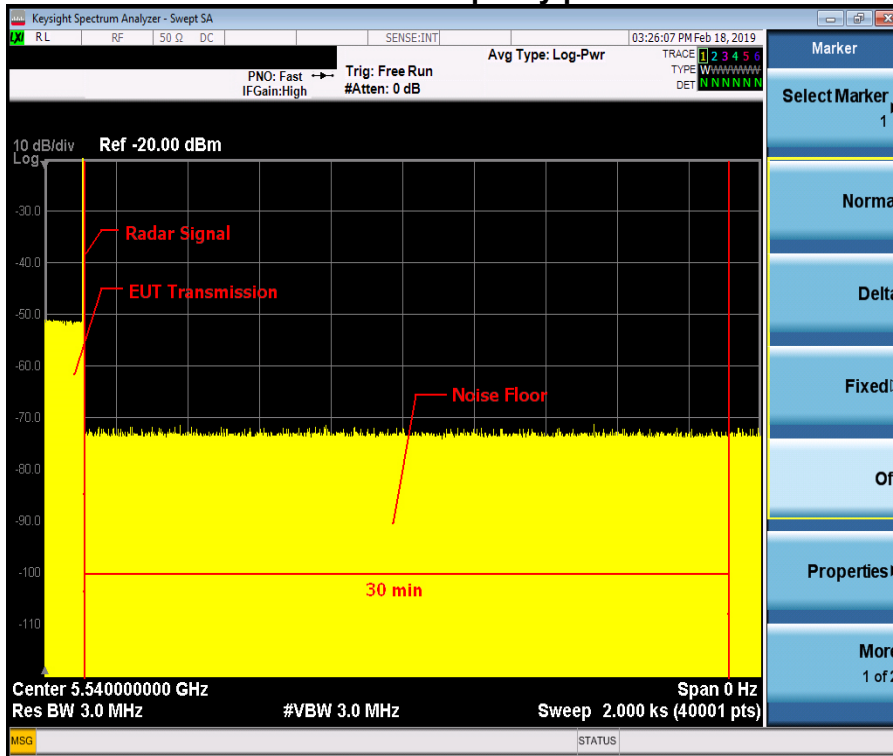 Keysight Spectrum Analyzer - Swept SA
LXI RL RF 50 Ω DC SENSE:INT 03:26:07 PM Feb 18, 2019
Avg Type: Log-Pwr TRACE 1 2 3 4 5 6
PNO: Fast Trig: Free Run TYPE WWWWWW
IFGain:High #Atten: 0 dB DET N N N N N N
10 dB/div Ref -20.00 dBm
Log
-30.0
Radar Signal
-40.0
EUT Transmission
-50.0
-60.0
Noise Floor
-70.0
-80.0
-90.0
-100
30 min
-110
Center 5.540000000 GHz Span 0 Hz
Res BW 3.0 MHz #VBW 3.0 MHz Sweep 2.000 ks (40001 pts)
MSG STATUS
Marker
Select Marker
1
Norma
Delta
Fixed
Of
Properties
More
1 of 2